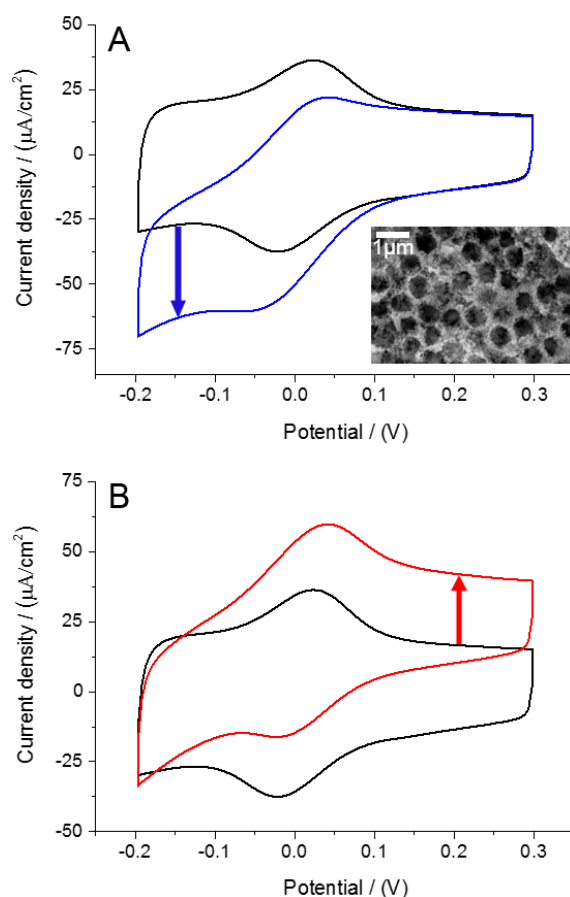 A
50
25
0
-25
-50
-75
Current density / (µA/cm²)
1µm
-0.2 -0.1 0.0 0.1 0.2 0.3
Potential / (V)
B
75
50
25
0
-25
-50
Current density / (µA/cm²)
-0.2 -0.1 0.0 0.1 0.2 0.3
Potential / (V)